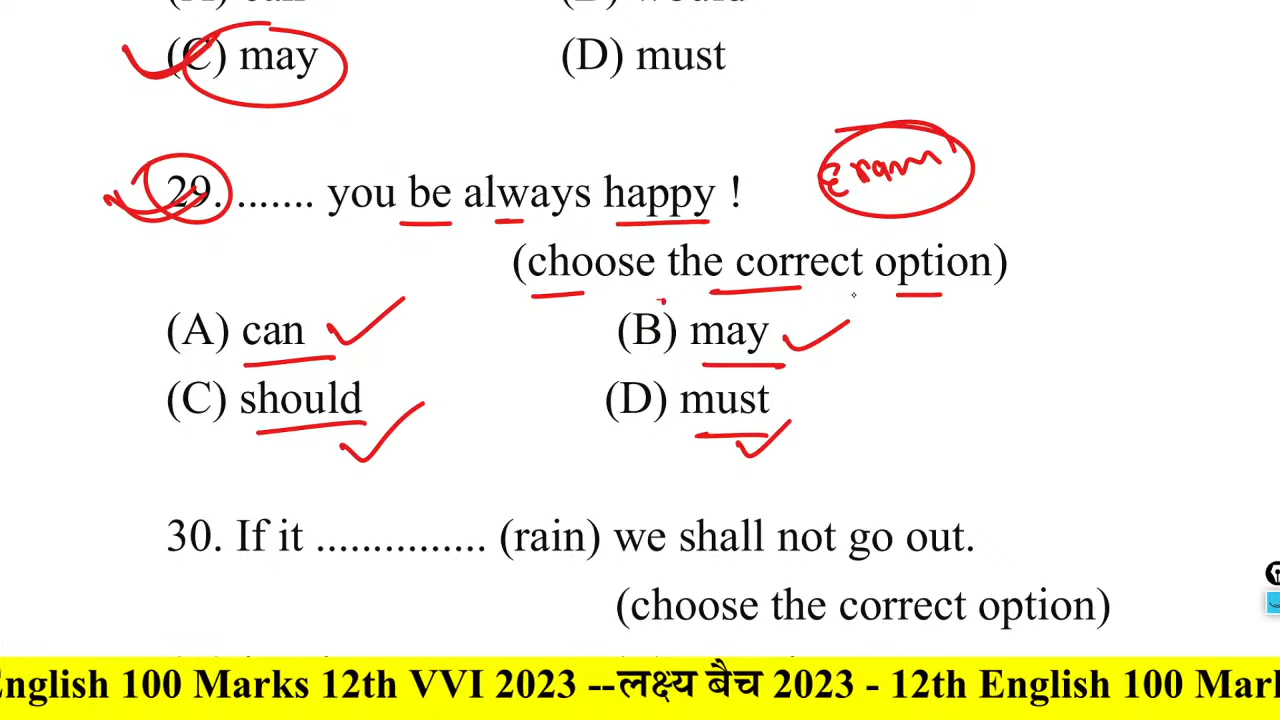 (C) may (D) must
29. ....... you be always happy ! Exam
(choose the correct option)
(A) can (B) may
(C) should (D) must
30. If it ............... (rain) we shall not go out.
(choose the correct option)
English 100 Marks 12th VVI 2023 --लक्ष्य बैच 2023 - 12th English 100 Mar